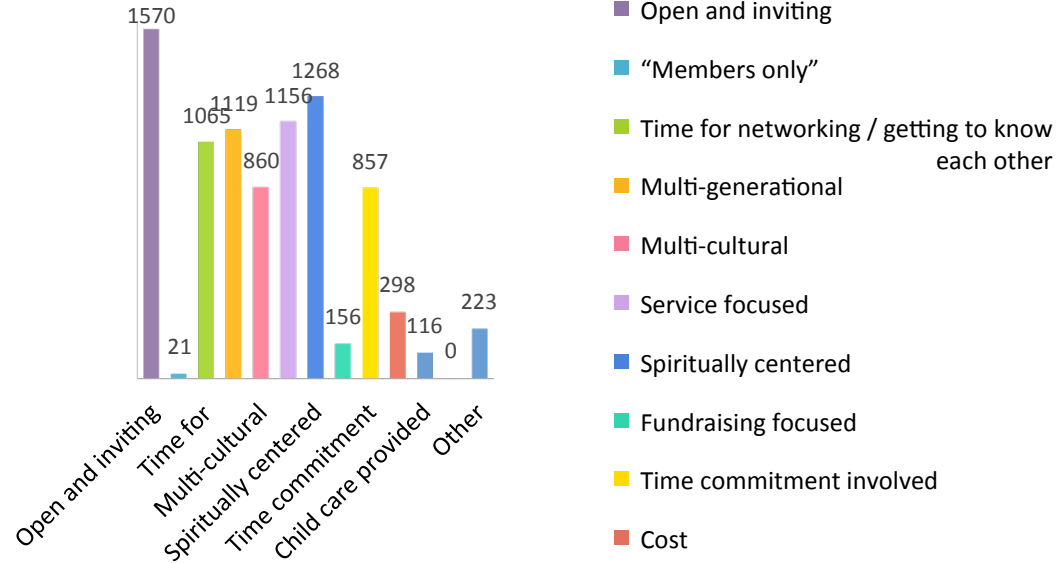 1570
21
1065
1119
860
1156
1268
156
857
298
116
0
223
Open and inviting
Time for
Multi-cultural
Spiritually centered
Time commitment
Child care provided
Other
Open and inviting
“Members only”
Time for networking / getting to know
each other
Multi-generational
Multi-cultural
Service focused
Spiritually centered
Fundraising focused
Time commitment involved
Cost